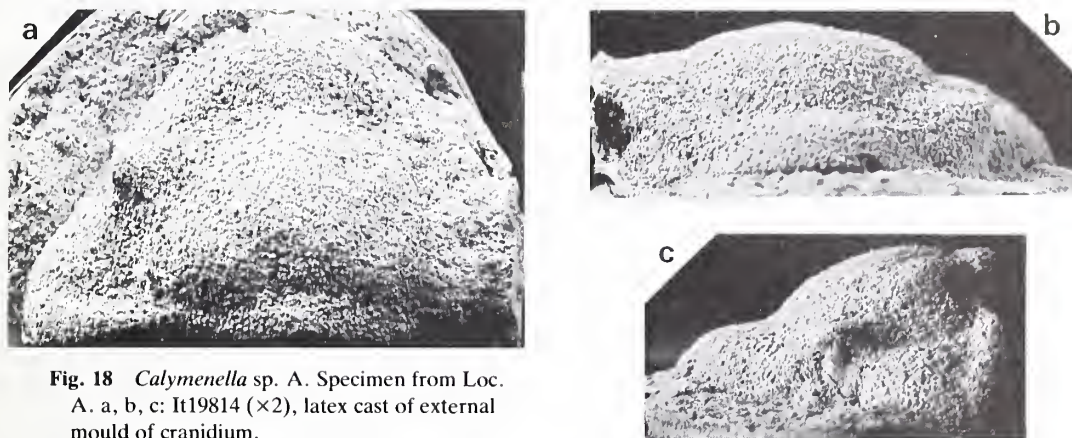 a
b
c
Fig. 18 Calymenella sp. A. Specimen from Loc.
A. a, b, c: It19814 (×2), latex cast of external
mould of cranidium.